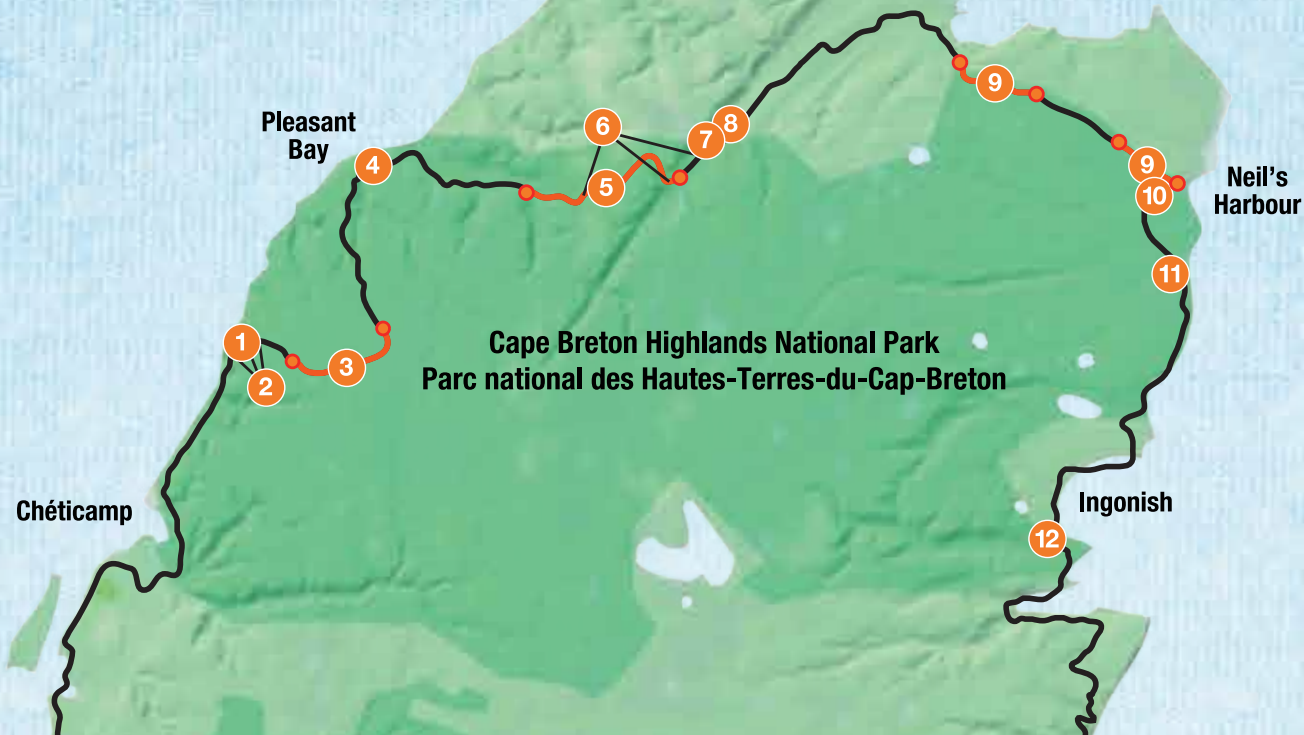 8
6
7
9
Pleasant
Bay
4
5
9
10
Neil's
Harbour
11
1
2
3
Cape Breton Highlands National Park
Parc national des Hautes-Terres-du-Cap-Breton
Chéticamp
Ingonish
12